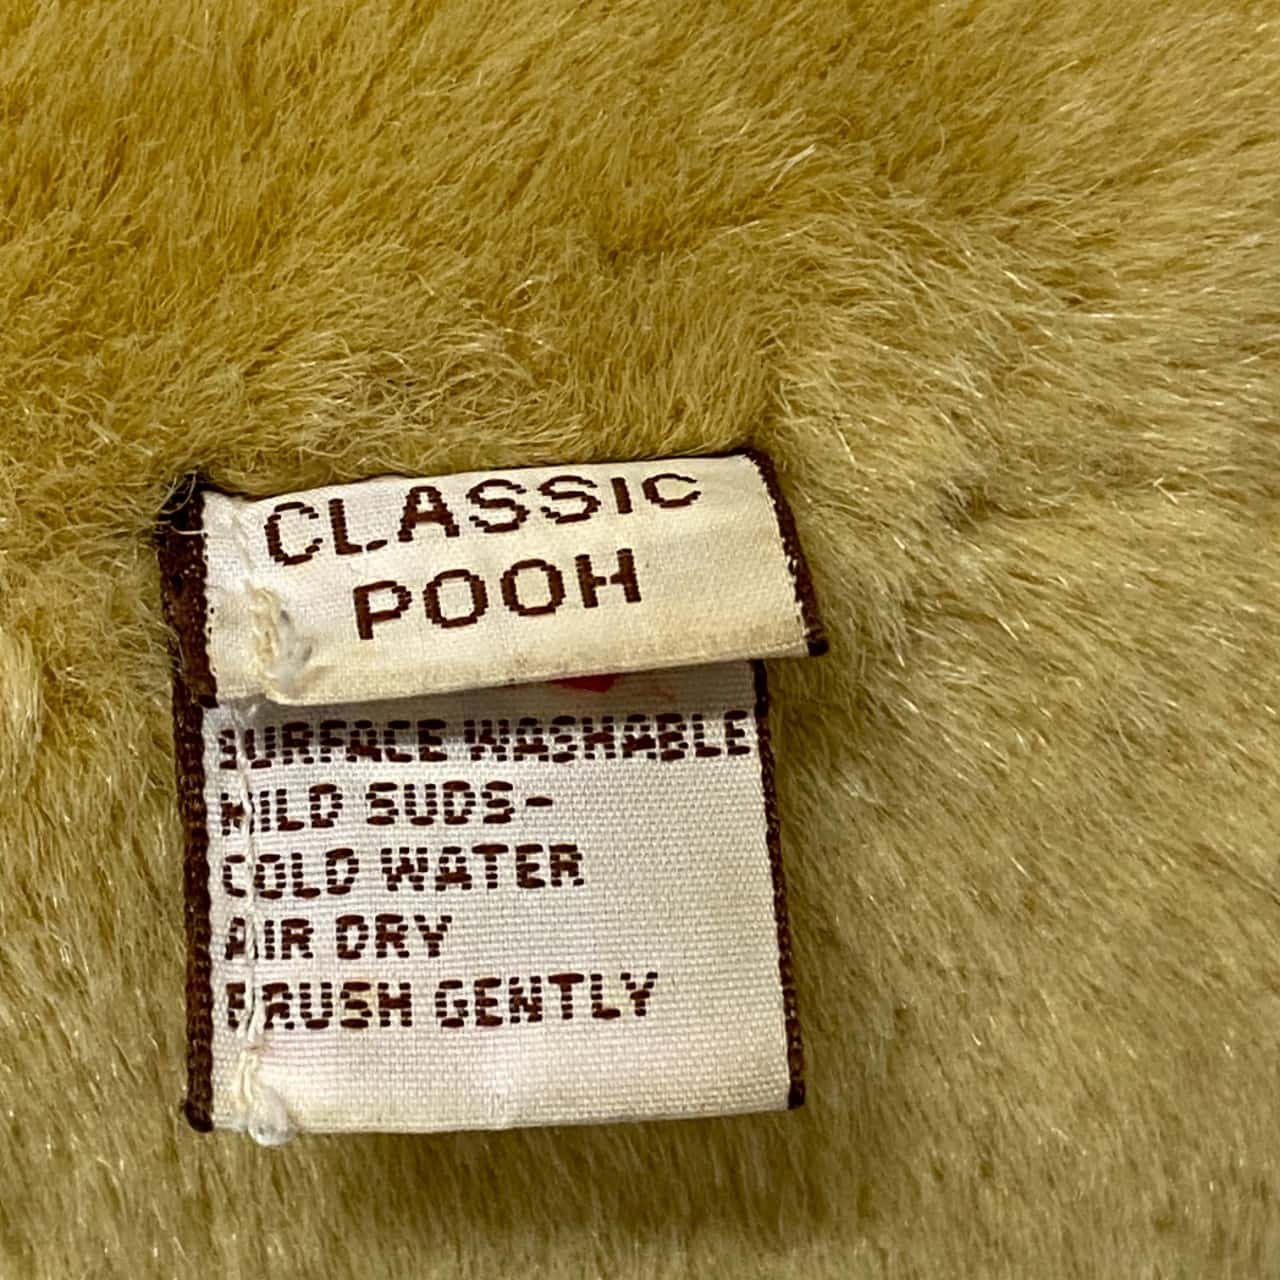 CLASSIC
POOH
SURFACE WASHABLE
MILD SUDS-
COLD WATER
AIR DRY
BRUSH GENTLY